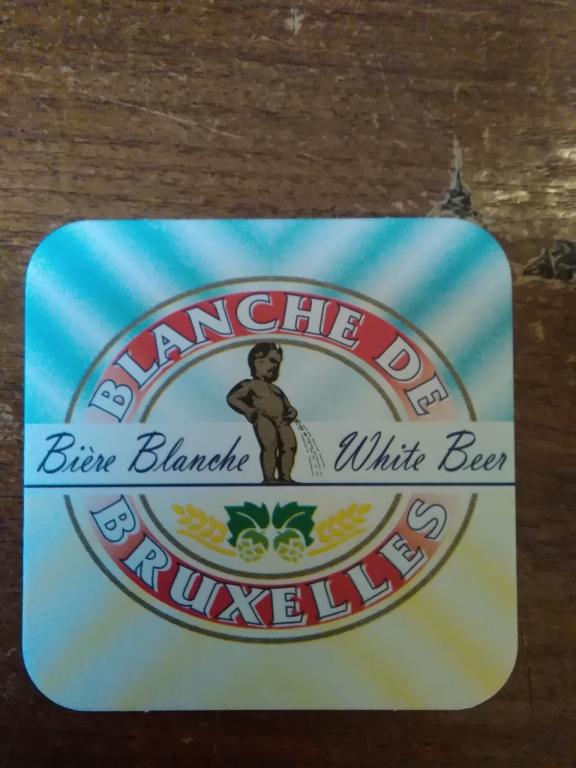 BLANCHE DE
Bière Blanche White Beer
BRUXELLES